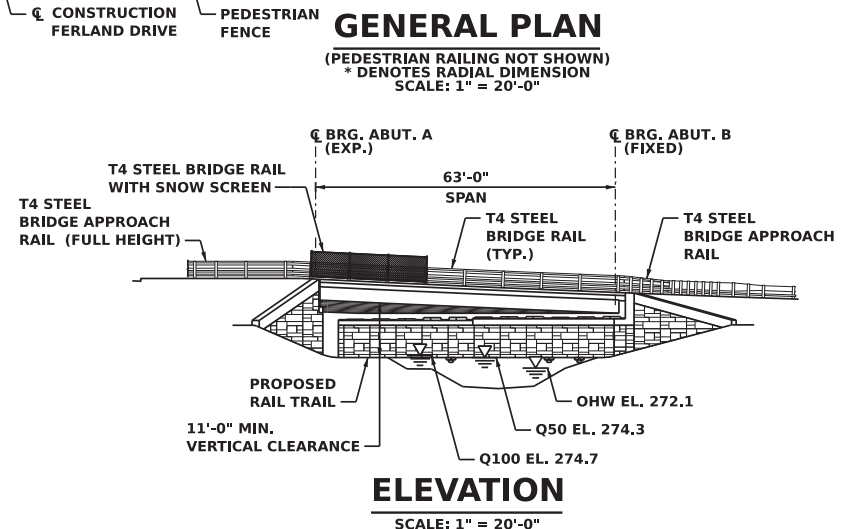 ℄ CONSTRUCTION
FERLAND DRIVE
PEDESTRIAN
FENCE
GENERAL PLAN
(PEDESTRIAN RAILING NOT SHOWN)
* DENOTES RADIAL DIMENSION
SCALE: 1" = 20'-0"
℄ BRG. ABUT. A
(EXP.)
℄ BRG. ABUT. B
(FIXED)
T4 STEEL BRIDGE RAIL
WITH SNOW SCREEN
63'-0"
SPAN
T4 STEEL
BRIDGE APPROACH
RAIL (FULL HEIGHT)
T4 STEEL
BRIDGE RAIL
(TYP.)
T4 STEEL
BRIDGE APPROACH
RAIL
PROPOSED
RAIL TRAIL
11'-0" MIN.
VERTICAL CLEARANCE
OHW EL. 272.1
Q50 EL. 274.3
Q100 EL. 274.7
ELEVATION
SCALE: 1" = 20'-0"